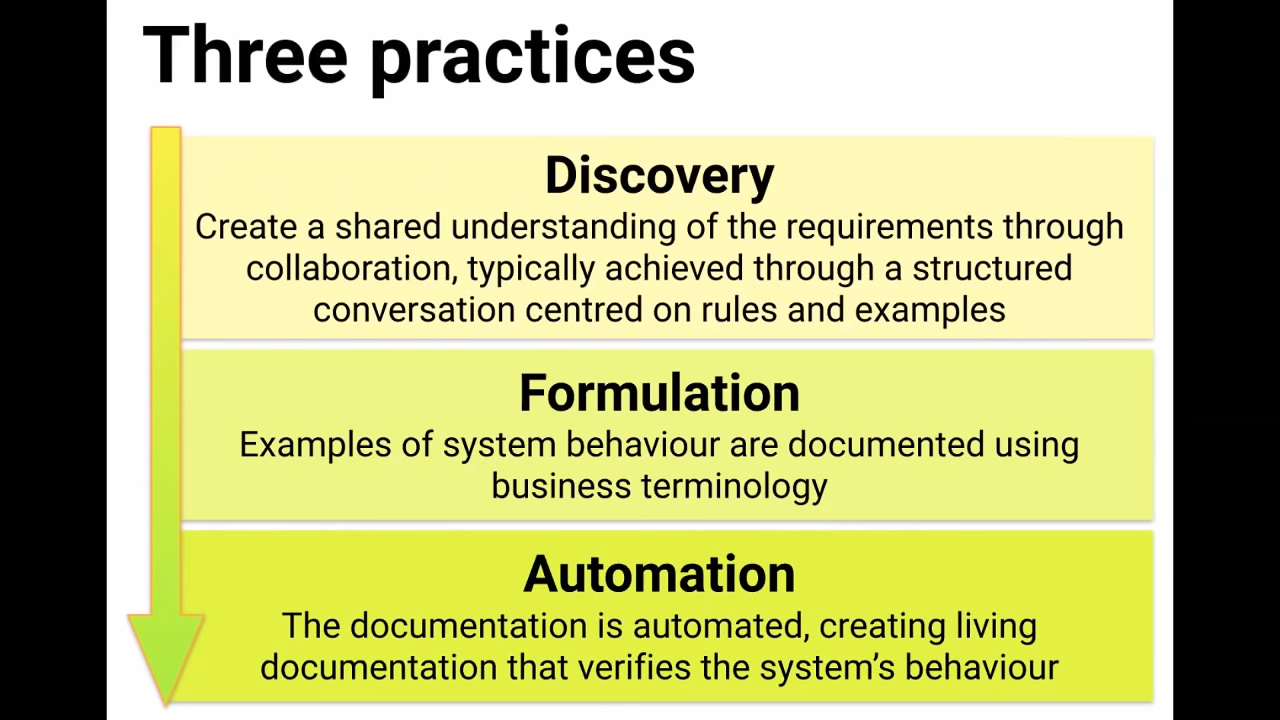 Three practices
Discovery
Create a shared understanding of the requirements through
collaboration, typically achieved through a structured
conversation centred on rules and examples
Formulation
Examples of system behaviour are documented using
business terminology
Automation
The documentation is automated, creating living
documentation that verifies the system’s behaviour